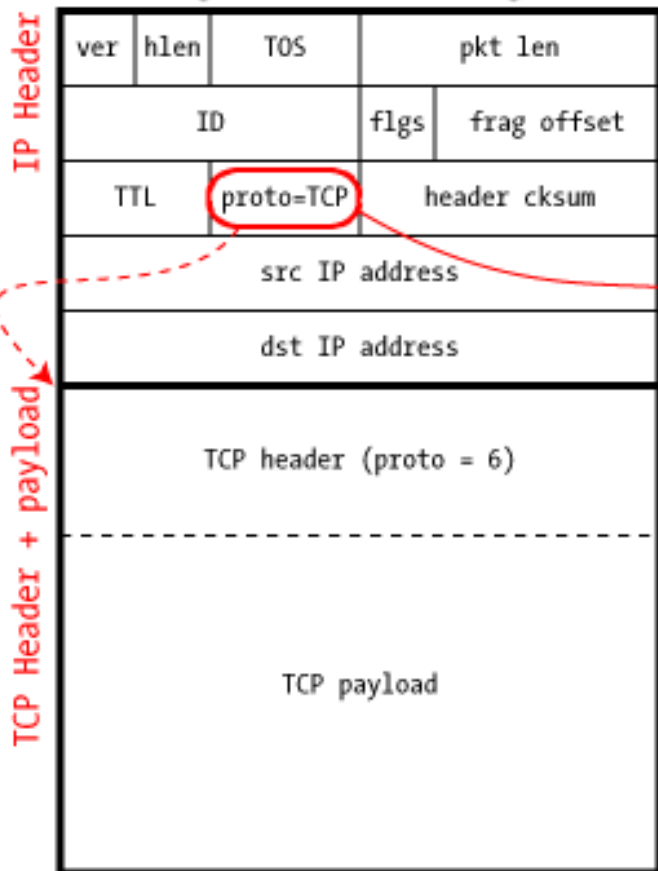 IP Header
ver hlen TOS pkt len
ID flgs frag offset
TTL proto=TCP header cksum
src IP address
dst IP address
TCP Header + payload
TCP header (proto = 6)
TCP payload